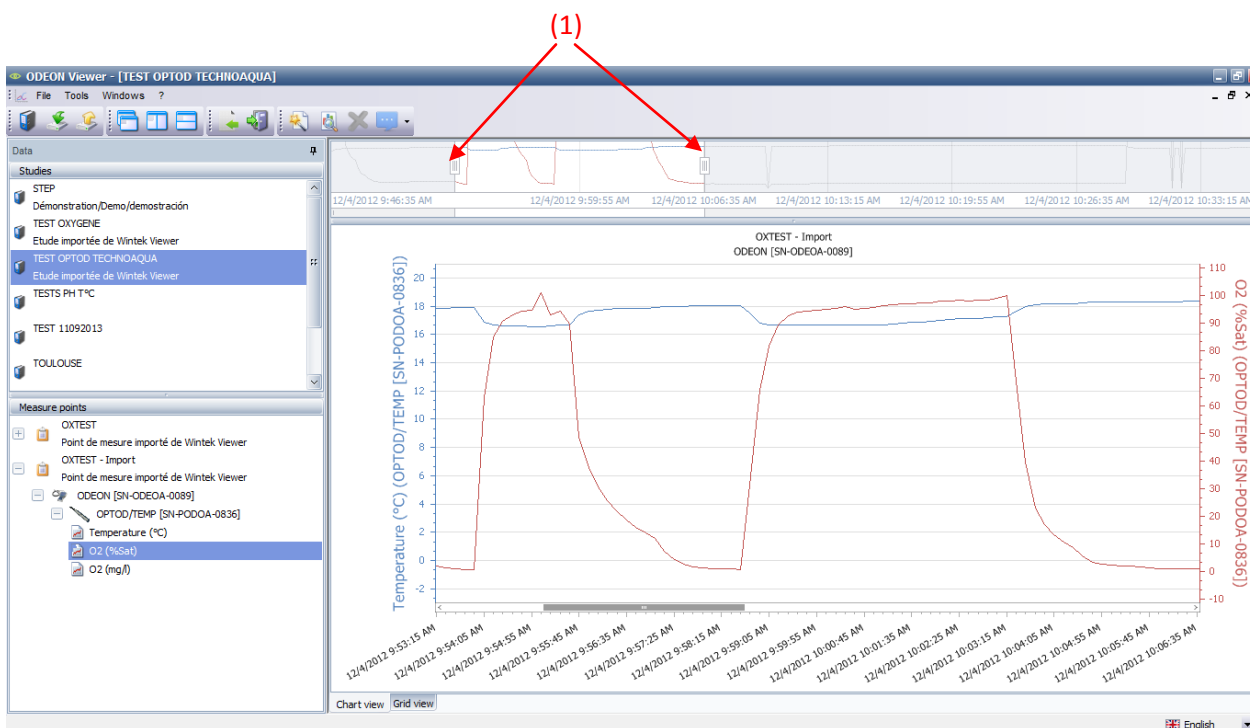 (1)
ODEON Viewer - [TEST OPTOD TECHNOAQUA]
File Tools Windows ?
Data
Studies
STEP
Démonstration/Demo/demostración
TEST OXYGENE
Etude importée de Wintek Viewer
TEST OPTOD TECHNOAQUA
Etude importée de Wintek Viewer
TESTS PH T°C
TEST 11092013
TOULOUSE
Measure points
OXTEST
Point de mesure importé de Wintek Viewer
OXTEST - Import
Point de mesure importé de Wintek Viewer
ODEON [SN-ODEOA-0089]
OPTOD/TEMP [SN-PODOA-0836]
Temperature (°C)
O2 (%Sat)
O2 (mg/l)
12/4/2012 9:46:35 AM
12/4/2012 9:59:55 AM
12/4/2012 10:06:35 AM
12/4/2012 10:13:15 AM
12/4/2012 10:19:55 AM
12/4/2012 10:26:35 AM
12/4/2012 10:33:15 AM
OXTEST - Import
ODEON [SN-ODEOA-0089]
Temperature (°C) (OPTOD/TEMP [SN-PODOA-0836])
20
18
16
14
12
10
8
6
4
2
0
-2
110
100
90
80
70
60
50
40
30
20
10
0
-10
O2 (%Sat) (OPTOD/TEMP [SN-PODOA-0836])
12/4/2012 9:53:15 AM
12/4/2012 9:54:05 AM
12/4/2012 9:54:55 AM
12/4/2012 9:55:45 AM
12/4/2012 9:56:35 AM
12/4/2012 9:57:25 AM
12/4/2012 9:58:15 AM
12/4/2012 9:59:05 AM
12/4/2012 9:59:55 AM
12/4/2012 10:00:45 AM
12/4/2012 10:01:35 AM
12/4/2012 10:02:25 AM
12/4/2012 10:03:15 AM
12/4/2012 10:04:05 AM
12/4/2012 10:04:55 AM
12/4/2012 10:05:45 AM
12/4/2012 10:06:35 AM
Chart view Grid view
English